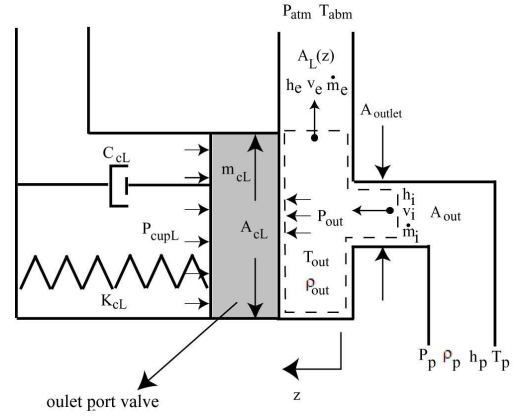 P_atm T_abm
A_L(z)
h_e v_e ṁ_e
A_outlet
C_cL
m_cL
h_i
v_i
ṁ_i
A_out
P_cupL
A_cL
P_out
T_out
ρ_out
K_cL
P_p ρ_p h_p T_p
z
oulet port valve